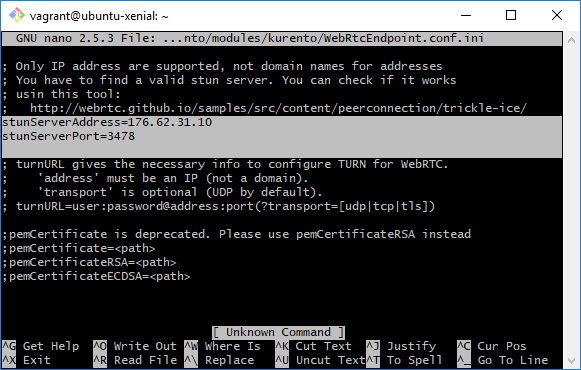 vagrant@ubuntu-xenial: ~
GNU nano 2.5.3 File: ...nto/modules/kurento/WebRtcEndpoint.conf.ini
; Only IP address are supported, not domain names for addresses
; You have to find a valid stun server. You can check if it works
; usin this tool:
;   http://webrtc.github.io/samples/src/content/peerconnection/trickle-ice/
stunServerAddress=176.62.31.10
stunServerPort=3478
; turnURL gives the necessary info to configure TURN for WebRTC.
;    'address' must be an IP (not a domain).
;    'transport' is optional (UDP by default).
; turnURL=user:password@address:port(?transport=[udp|tcp|tls])
;pemCertificate is deprecated. Please use pemCertificateRSA instead
;pemCertificate=<path>
;pemCertificateRSA=<path>
;pemCertificateECDSA=<path>
[ Unknown Command ]
^G Get Help  ^O Write Out ^W Where Is  ^K Cut Text  ^J Justify   ^C Cur Pos
^X Exit      ^R Read File ^\ Replace   ^U Uncut Text^T To Spell  ^_ Go To Line